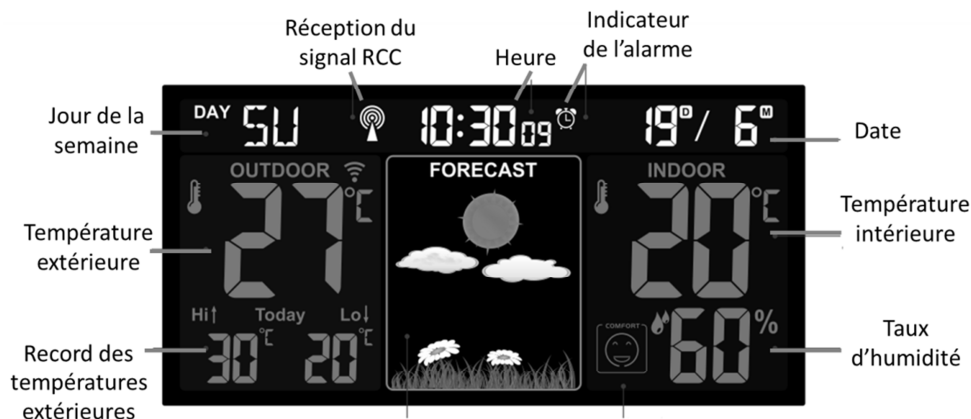 Réception du
signal RCC
Heure
Indicateur
de l'alarme
Jour de la
semaine
DAY SU 10:30 09 19 D / 6 M
Date
OUTDOOR
FORECAST
INDOOR
27 °C
20 °C
Température
extérieure
Température
intérieure
Hi↑ Today Lo↓
30 °C 20 °C
COMFORT
60 %
Record des
températures
extérieures
Taux
d'humidité